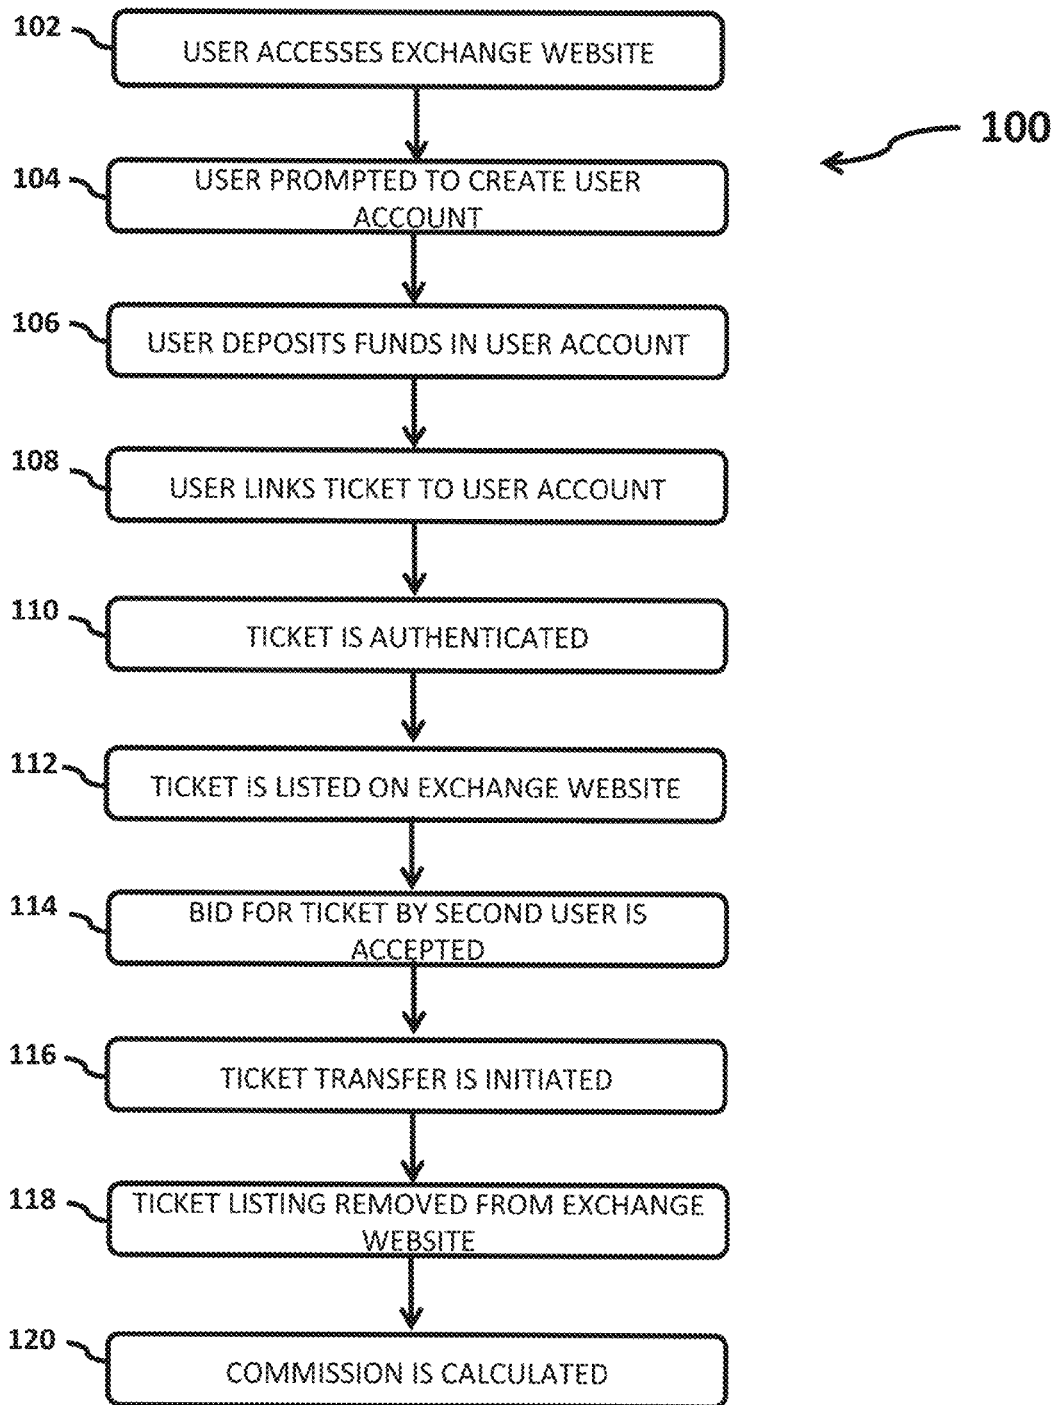 102
USER ACCESSES EXCHANGE WEBSITE
100
104
USER PROMPTED TO CREATE USER
ACCOUNT
106
USER DEPOSITS FUNDS IN USER ACCOUNT
108
USER LINKS TICKET TO USER ACCOUNT
110
TICKET IS AUTHENTICATED
112
TICKET IS LISTED ON EXCHANGE WEBSITE
114
BID FOR TICKET BY SECOND USER IS
ACCEPTED
116
TICKET TRANSFER IS INITIATED
118
TICKET LISTING REMOVED FROM EXCHANGE
WEBSITE
120
COMMISSION IS CALCULATED